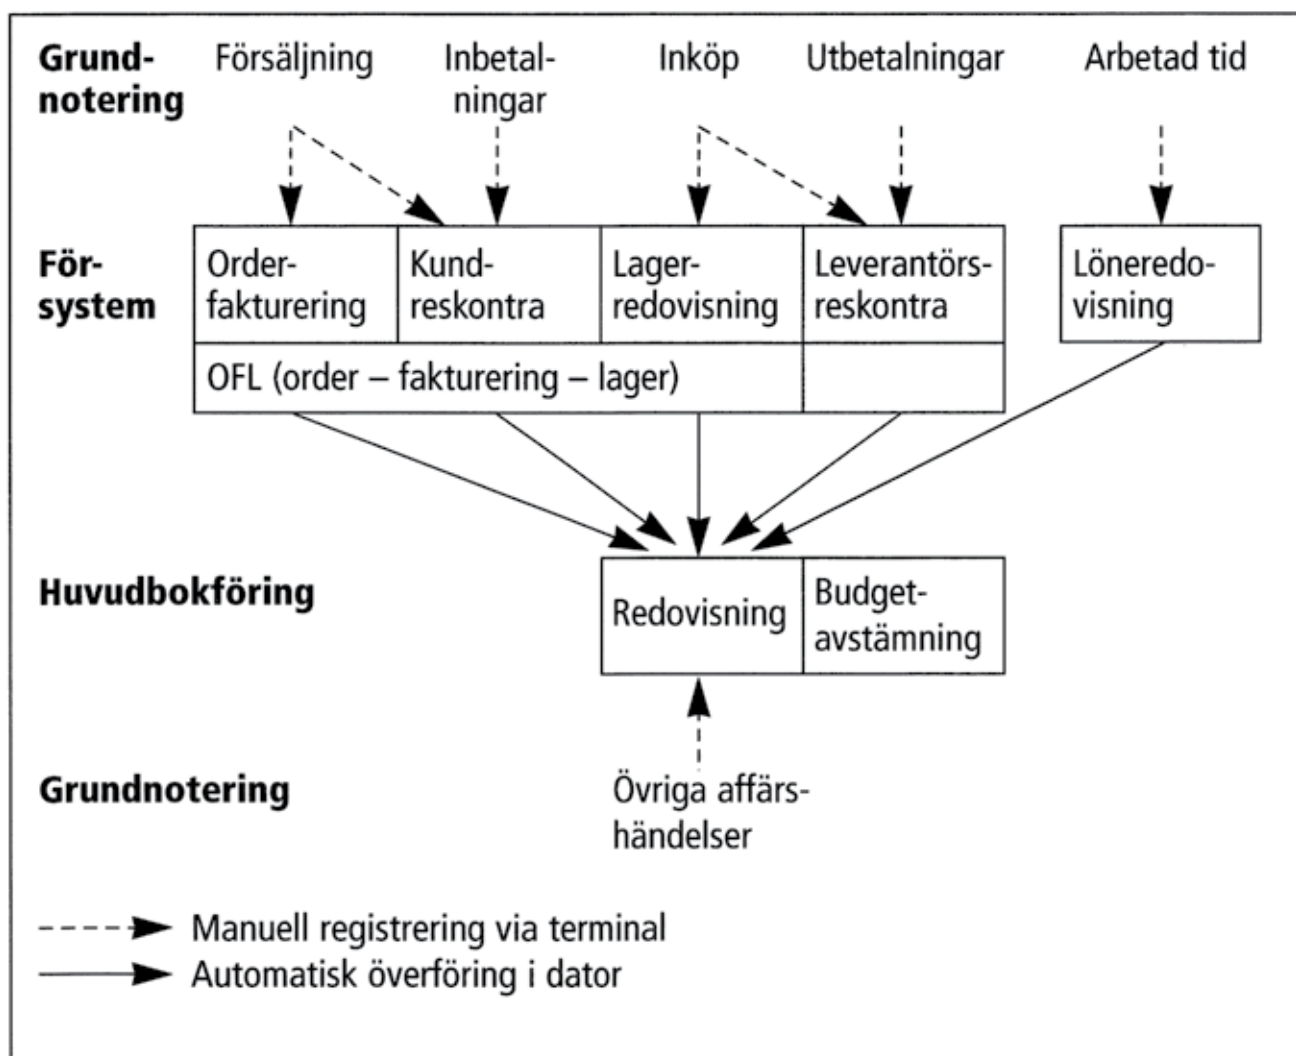 Grund- Försäljning Inbetal- Inköp Utbetalningar Arbetad tid
notering ningar
För- Order- Kund- Lager- Leverantörs- Löneredo-
system fakturering reskontra redovisning reskontra visning
OFL (order – fakturering – lager)
Huvudbokföring Redovisning Budget-
avstämning
Grundnotering Övriga affärs-
händelser
Manuell registrering via terminal
Automatisk överföring i dator